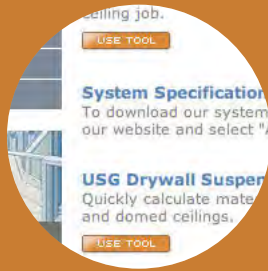 ceiling job.
USE TOOL
System Specification
To download our system
our website and select "A
USG Drywall Suspen
Quickly calculate mate
and domed ceilings.
USE TOOL